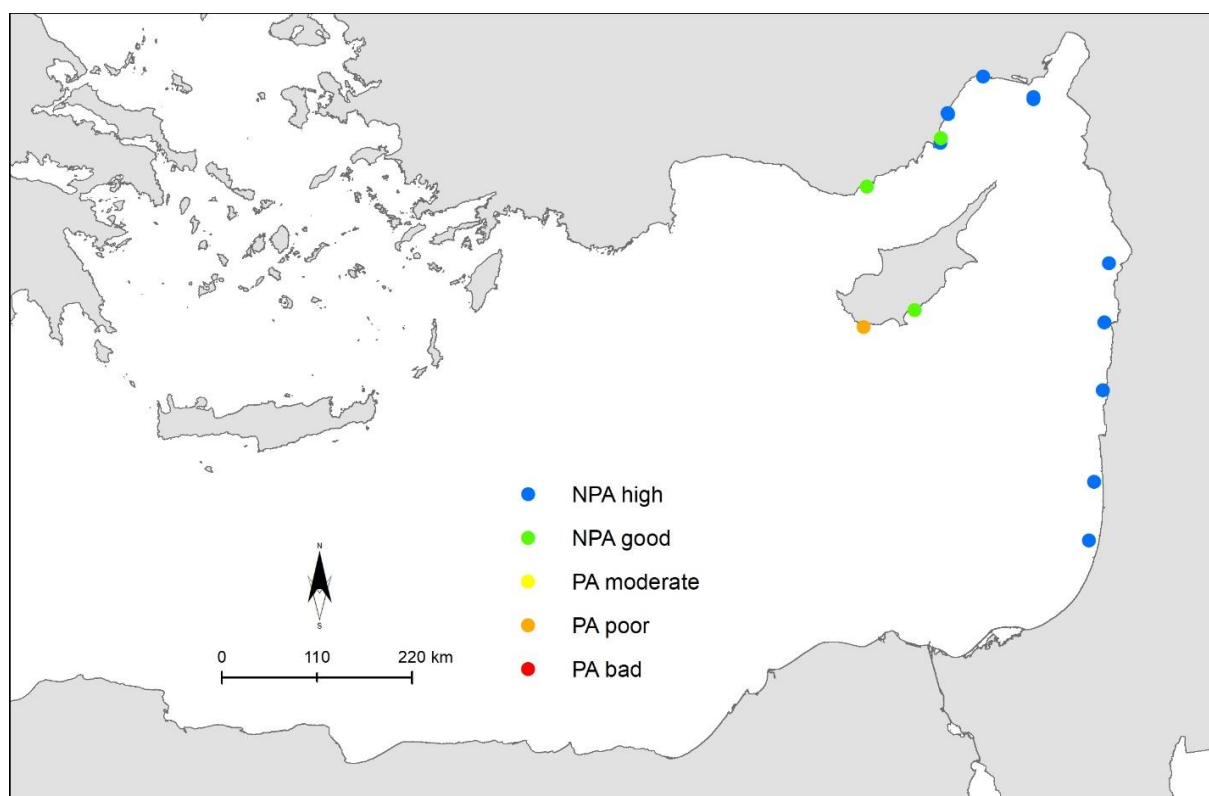 NPA high
NPA good
N
PA moderate
S
PA poor
0 110 220 km
PA bad